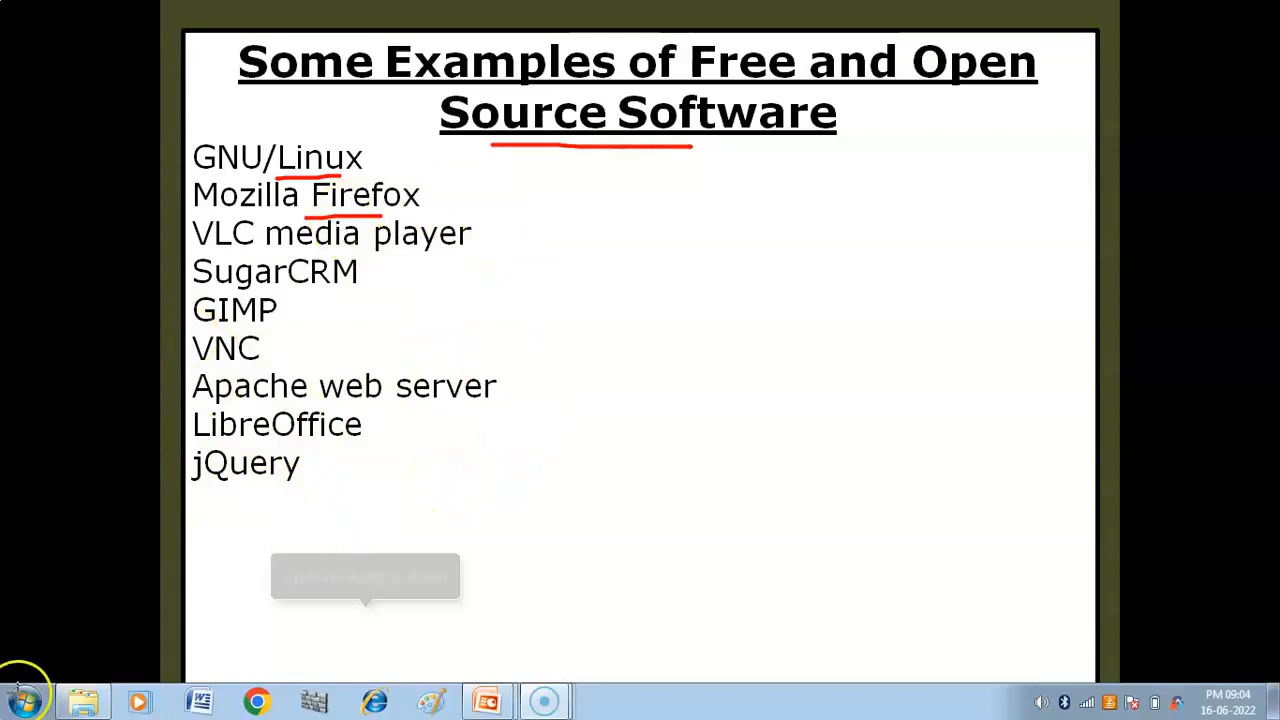 Some Examples of Free and Open
Source Software
GNU/Linux
Mozilla Firefox
VLC media player
SugarCRM
GIMP
VNC
Apache web server
LibreOffice
jQuery
PM 09:04
16-06-2022